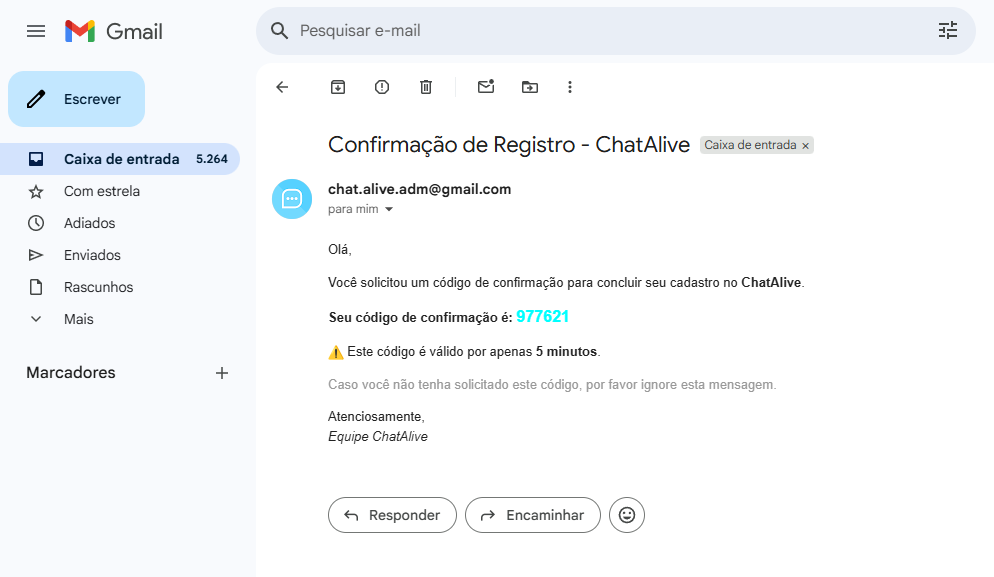 Gmail
Pesquisar e-mail
Escrever
Caixa de entrada 5.264
Com estrela
Adiados
Enviados
Rascunhos
Mais
Marcadores
Confirmação de Registro - ChatAlive Caixa de entrada ×
chat.alive.adm@gmail.com
para mim
Olá,
Você solicitou um código de confirmação para concluir seu cadastro no ChatAlive.
Seu código de confirmação é: 977621
⚠️ Este código é válido por apenas 5 minutos.
Caso você não tenha solicitado este código, por favor ignore esta mensagem.
Atenciosamente,
Equipe ChatAlive
Responder Encaminhar